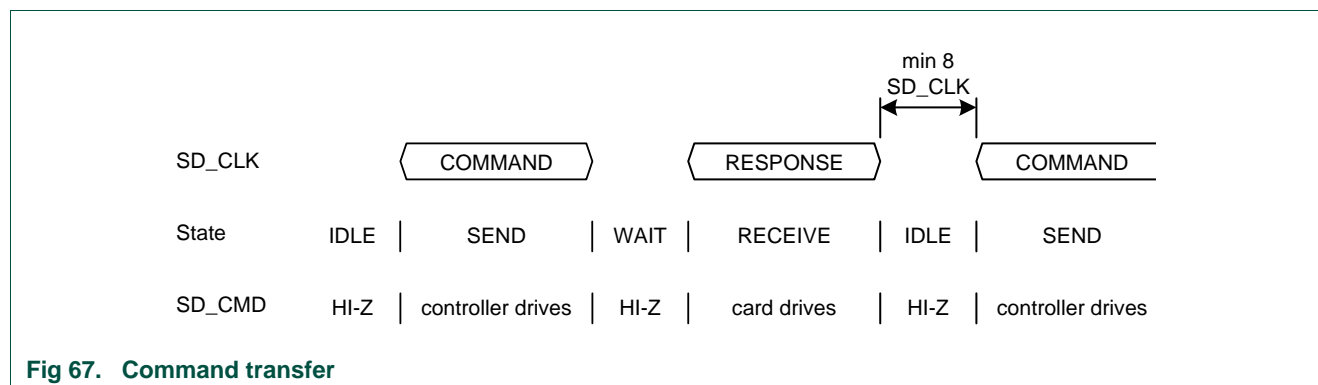 min 8
SD_CLK
SD_CLK COMMAND RESPONSE COMMAND
State IDLE SEND WAIT RECEIVE IDLE SEND
SD_CMD HI-Z controller drives HI-Z card drives HI-Z controller drives
Fig 67. Command transfer